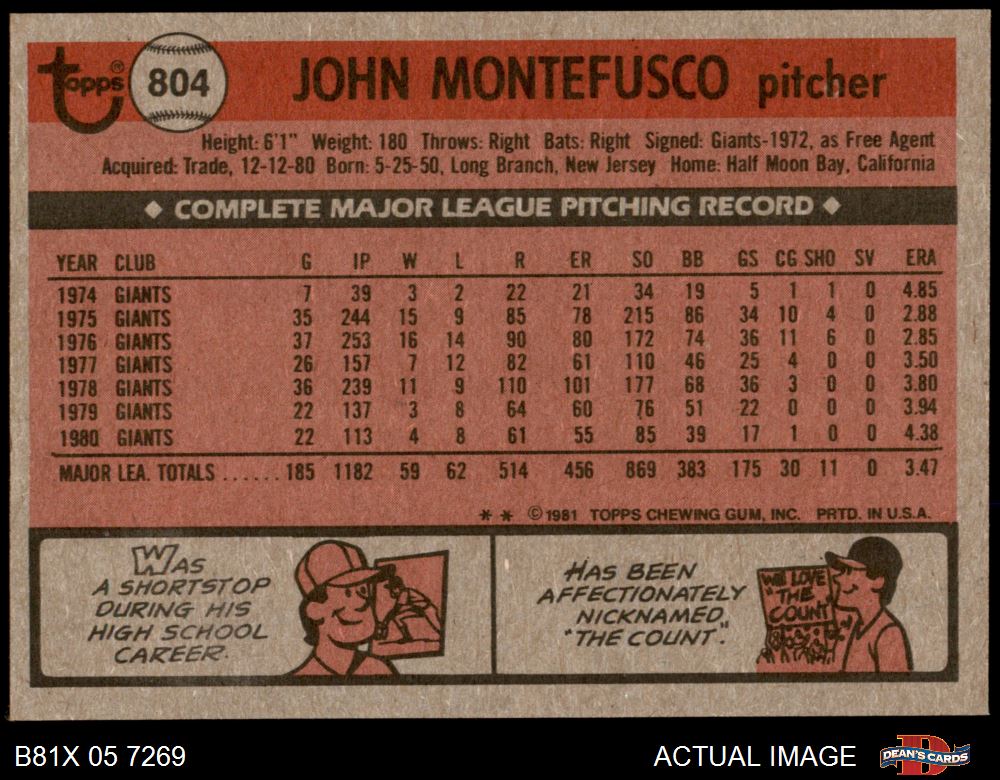 topps® 804 JOHN MONTEFUSCO pitcher
Height: 6'1" Weight: 180 Throws: Right Bats: Right Signed: Giants-1972, as Free Agent
Acquired: Trade, 12-12-80 Born: 5-25-50, Long Branch, New Jersey Home: Half Moon Bay, California
◆ COMPLETE MAJOR LEAGUE PITCHING RECORD ◆
YEAR CLUB G IP W L R ER SO BB GS CG SHO SV ERA
1974 GIANTS 7 39 3 2 22 21 34 19 5 1 1 0 4.85
1975 GIANTS 35 244 15 9 85 78 215 86 34 10 4 0 2.88
1976 GIANTS 37 253 16 14 90 80 172 74 36 11 6 0 2.85
1977 GIANTS 26 157 7 12 82 61 110 46 25 4 0 0 3.50
1978 GIANTS 36 239 11 9 110 101 177 68 36 3 0 0 3.80
1979 GIANTS 22 137 3 8 64 60 76 51 22 0 0 0 3.94
1980 GIANTS 22 113 4 8 61 55 85 39 17 1 0 0 4.38
MAJOR LEA. TOTALS ...... 185 1182 59 62 514 456 869 383 175 30 11 0 3.47
* * © 1981 TOPPS CHEWING GUM, INC. PRTD. IN U.S.A.
WAS
A SHORTSTOP
DURING HIS
HIGH SCHOOL
CAREER.
HAS BEEN
AFFECTIONATELY
NICKNAMED,
"THE COUNT".
WE LOVE
"THE
COUNT
B81X 05 7269
ACTUAL IMAGE
DEAN'S CARDS